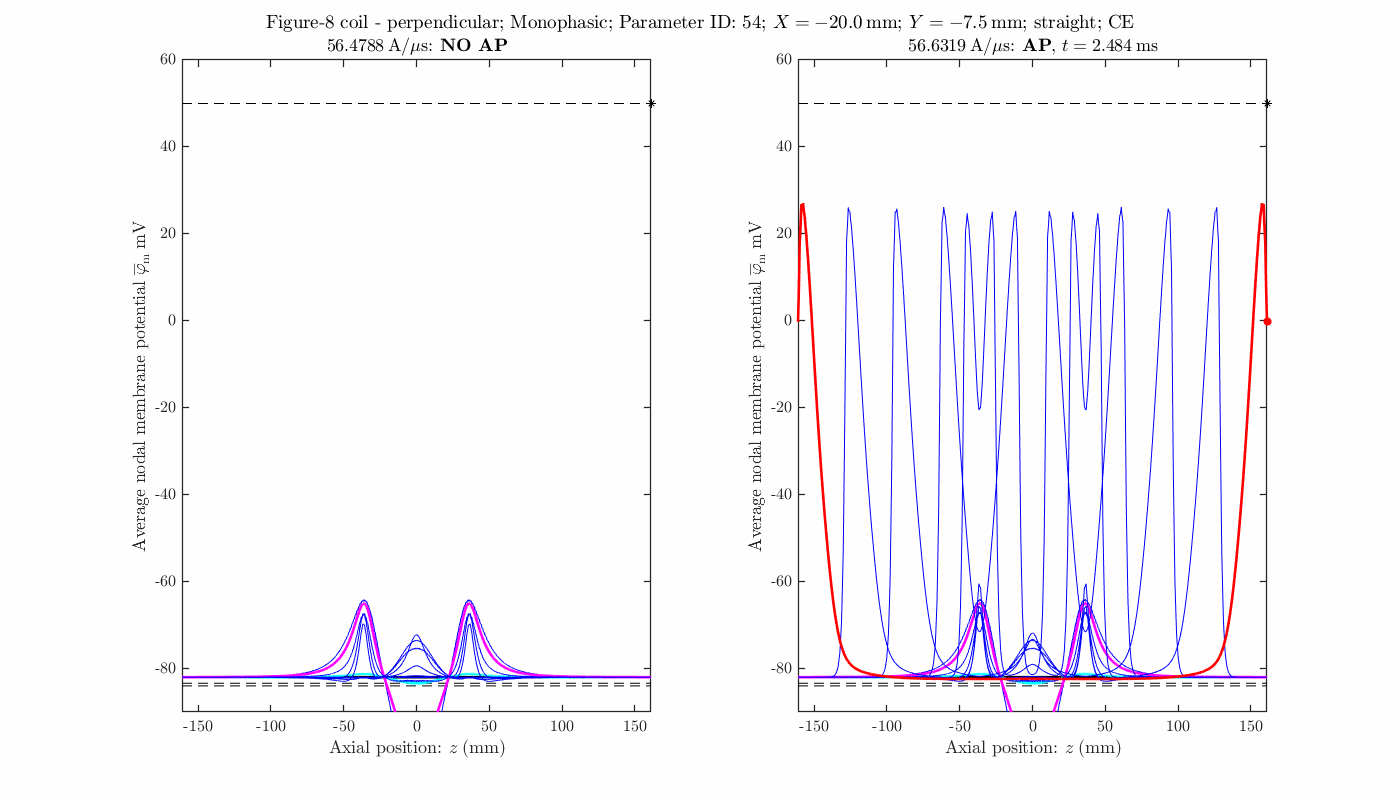 Figure-8 coil - perpendicular; Monophasic; Parameter ID: 54; X = −20.0 mm; Y = −7.5 mm; straight; CE
56.4788 A/μs: NO AP
60
40
20
0
-20
-40
-60
-80
-150 -100 -50 0 50 100 150
Axial position: z (mm)
Average nodal membrane potential φ̅m mV
56.6319 A/μs: AP, t = 2.484 ms
60
40
20
0
-20
-40
-60
-80
-150 -100 -50 0 50 100 150
Axial position: z (mm)
Average nodal membrane potential φ̅m mV